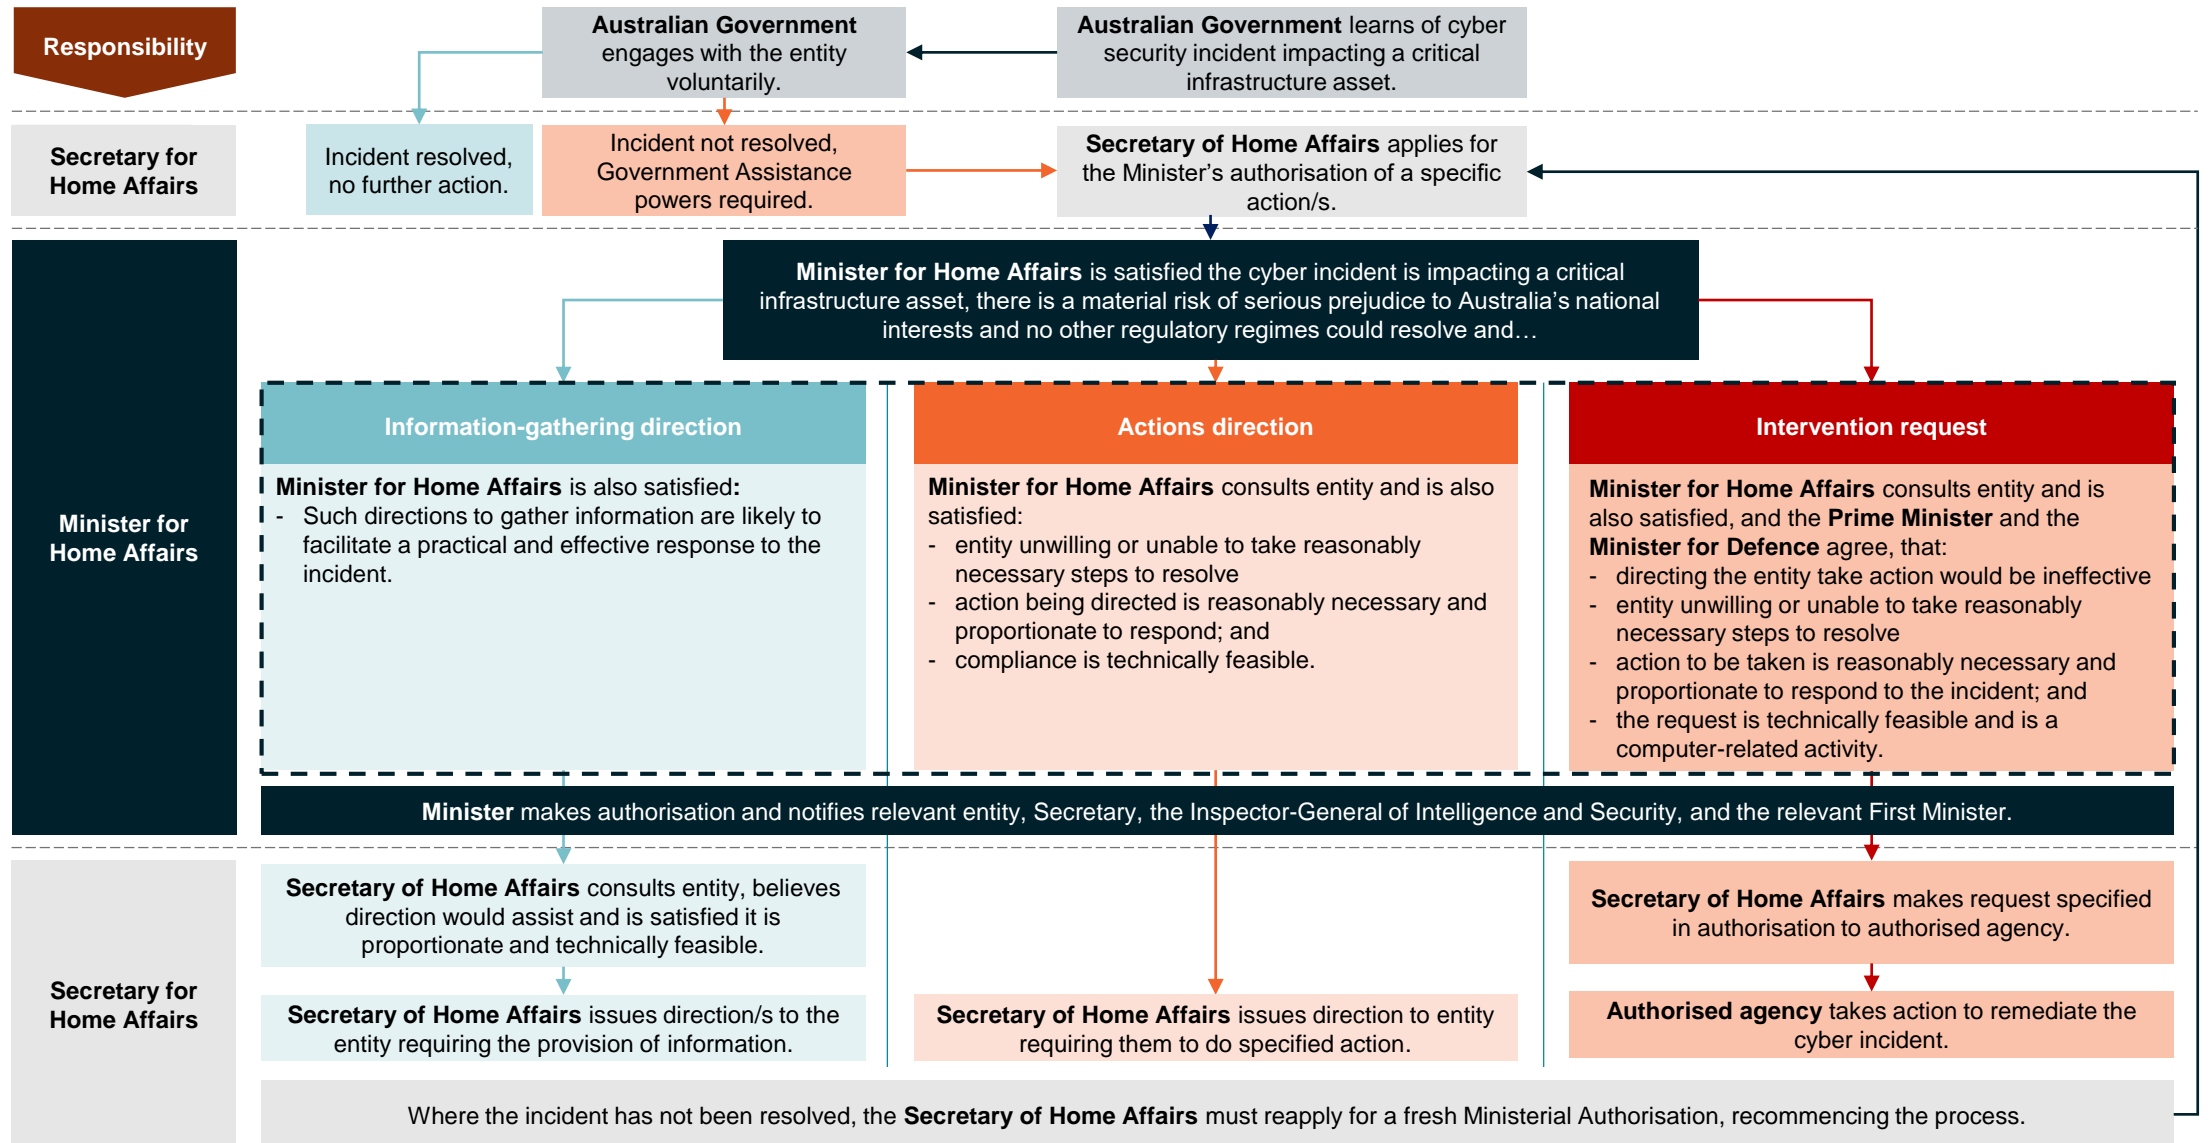 Responsibility
Australian Government
engages with the entity
voluntarily.
Australian Government learns of cyber
security incident impacting a critical
infrastructure asset.
Secretary for
Home Affairs
Incident resolved,
no further action.
Incident not resolved,
Government Assistance
powers required.
Secretary of Home Affairs applies for
the Minister’s authorisation of a specific
action/s.
Minister for
Home Affairs
Minister for Home Affairs is satisfied the cyber incident is impacting a critical
infrastructure asset, there is a material risk of serious prejudice to Australia’s national
interests and no other regulatory regimes could resolve and…
Information-gathering direction
Minister for Home Affairs is also satisfied:
- Such directions to gather information are likely to
facilitate a practical and effective response to the
incident.
Actions direction
Minister for Home Affairs consults entity and is also
satisfied:
- entity unwilling or unable to take reasonably
necessary steps to resolve
- action being directed is reasonably necessary and
proportionate to respond; and
- compliance is technically feasible.
Intervention request
Minister for Home Affairs consults entity and is
also satisfied, and the Prime Minister and the
Minister for Defence agree, that:
- directing the entity take action would be ineffective
- entity unwilling or unable to take reasonably
necessary steps to resolve
- action to be taken is reasonably necessary and
proportionate to respond to the incident; and
- the request is technically feasible and is a
computer-related activity.
Minister makes authorisation and notifies relevant entity, Secretary, the Inspector-General of Intelligence and Security, and the relevant First Minister.
Secretary for
Home Affairs
Secretary of Home Affairs consults entity, believes
direction would assist and is satisfied it is
proportionate and technically feasible.
Secretary of Home Affairs issues direction/s to the
entity requiring the provision of information.
Secretary of Home Affairs issues direction to entity
requiring them to do specified action.
Secretary of Home Affairs makes request specified
in authorisation to authorised agency.
Authorised agency takes action to remediate the
cyber incident.
Where the incident has not been resolved, the Secretary of Home Affairs must reapply for a fresh Ministerial Authorisation, recommencing the process.